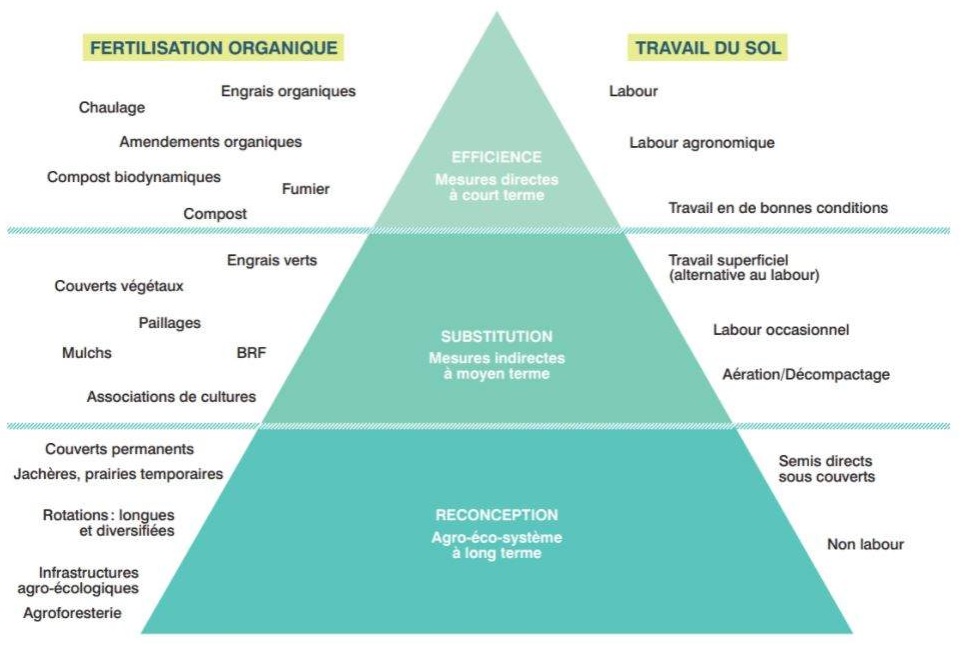 FERTILISATION ORGANIQUE
TRAVAIL DU SOL
Engrais organiques
Chaulage
Amendements organiques
Compost biodynamiques
Fumier
Compost
EFFICIENCE
Mesures directes
à court terme
Labour
Labour agronomique
Travail en de bonnes conditions
Engrais verts
Couverts végétaux
Paillages
Mulchs
BRF
Associations de cultures
SUBSTITUTION
Mesures indirectes
à moyen terme
Travail superficiel
(alternative au labour)
Labour occasionnel
Aération/Décompactage
Couverts permanents
Jachères, prairies temporaires
Rotations : longues
et diversifiées
Infrastructures
agro-écologiques
Agroforesterie
RECONCEPTION
Agro-éco-système
à long terme
Semis directs
sous couverts
Non labour